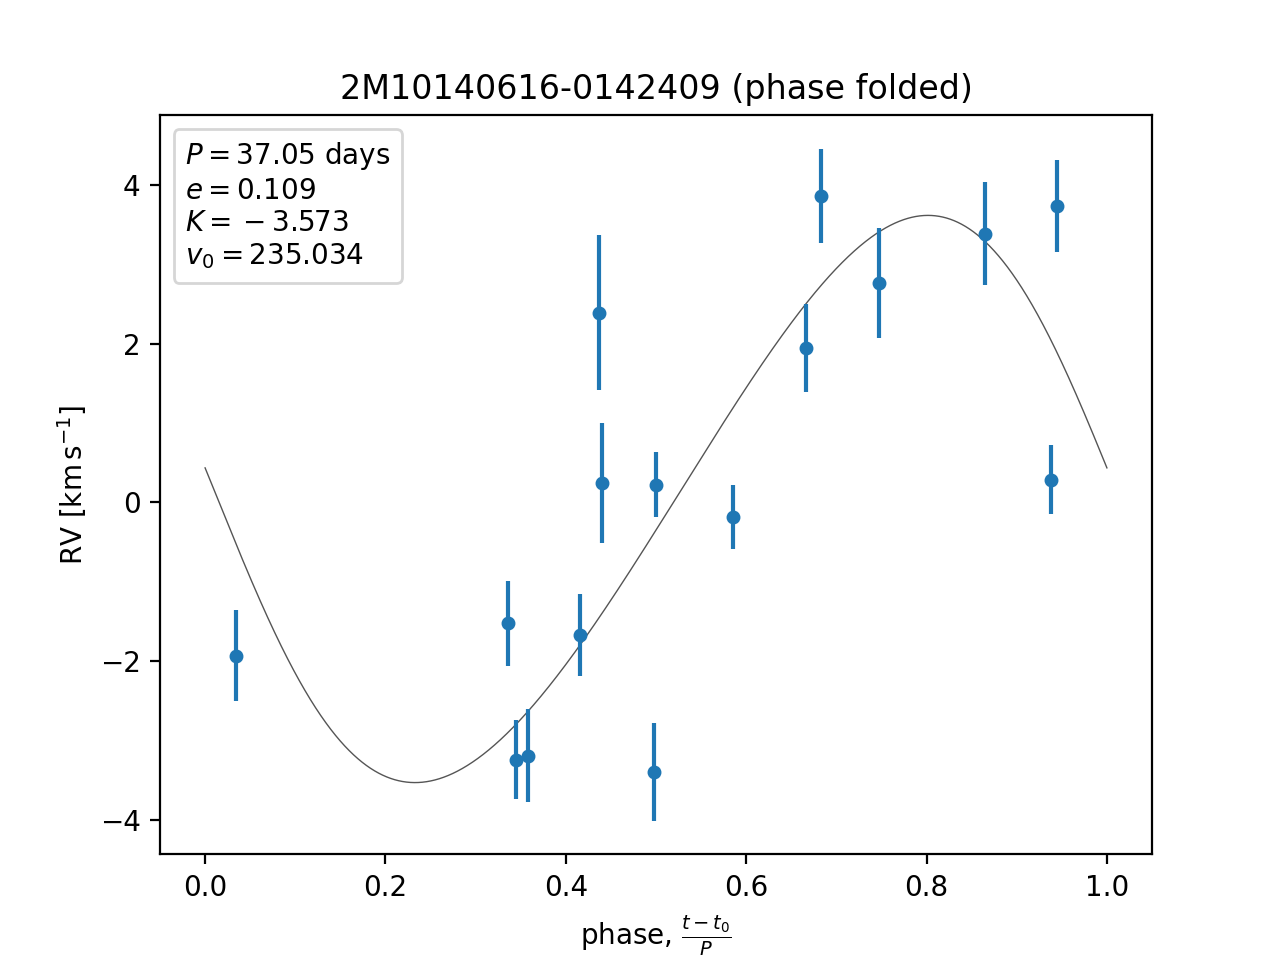 2M10140616-0142409 (phase folded)
P = 37.05 days
e = 0.109
K = −3.573
v₀ = 235.034
RV [km s⁻¹]
4
2
0
−2
−4
0.0 0.2 0.4 0.6 0.8 1.0
phase, (t − t₀)/P